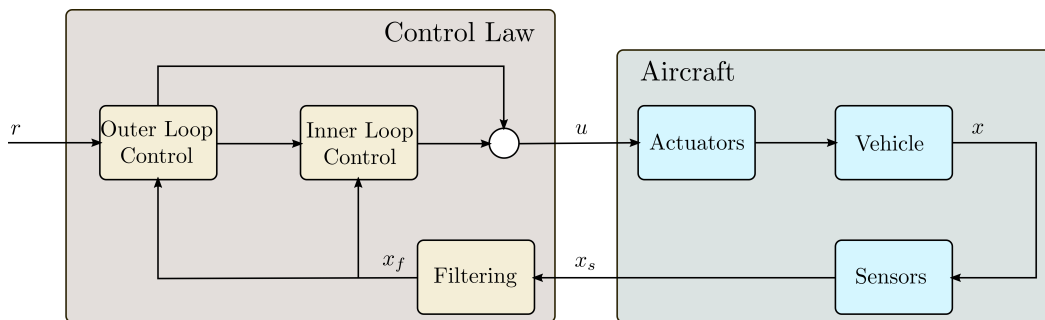 Control Law
Aircraft
r
Outer Loop
Control
Inner Loop
Control
u
Actuators
Vehicle
x
x_f
Filtering
x_s
Sensors